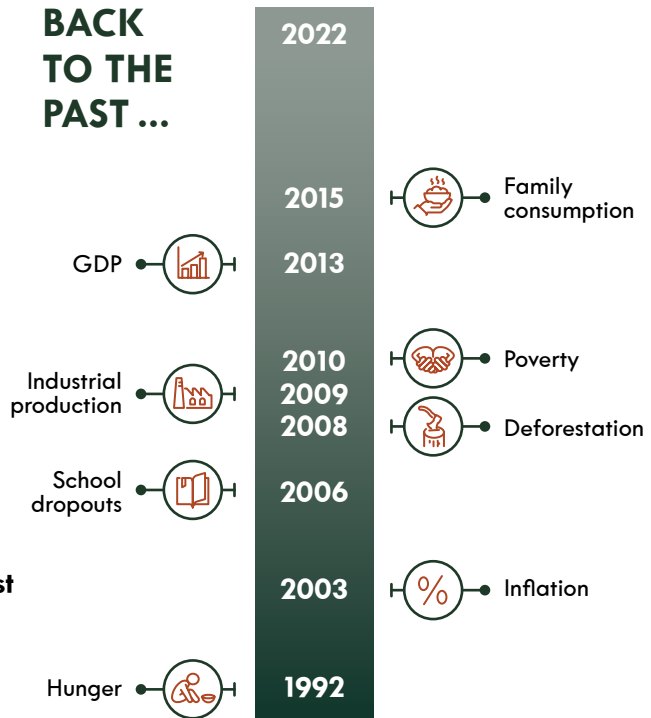 BACK
TO THE
PAST ...
2022
2015
Family
consumption
GDP
2013
2010
Poverty
Industrial
production
2009
2008
Deforestation
School
dropouts
2006
st
2003
%
Inflation
Hunger
1992